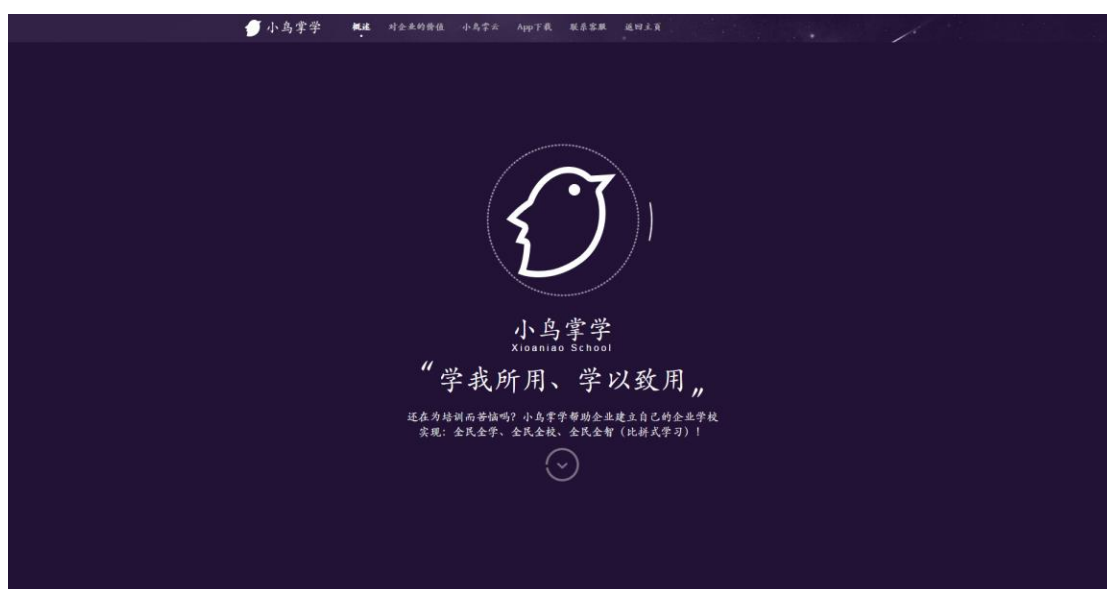 小鸟掌学 概述 对企业的价值 小鸟掌云 App下载 联系客服 返回主页
小鸟掌学
Xioaniao School
“学我所用、学以致用„
还在为培训而苦恼吗？小鸟掌学帮助企业建立自己的企业学校
实现：全民全学、全民全校、全民全智（比拼式学习）！